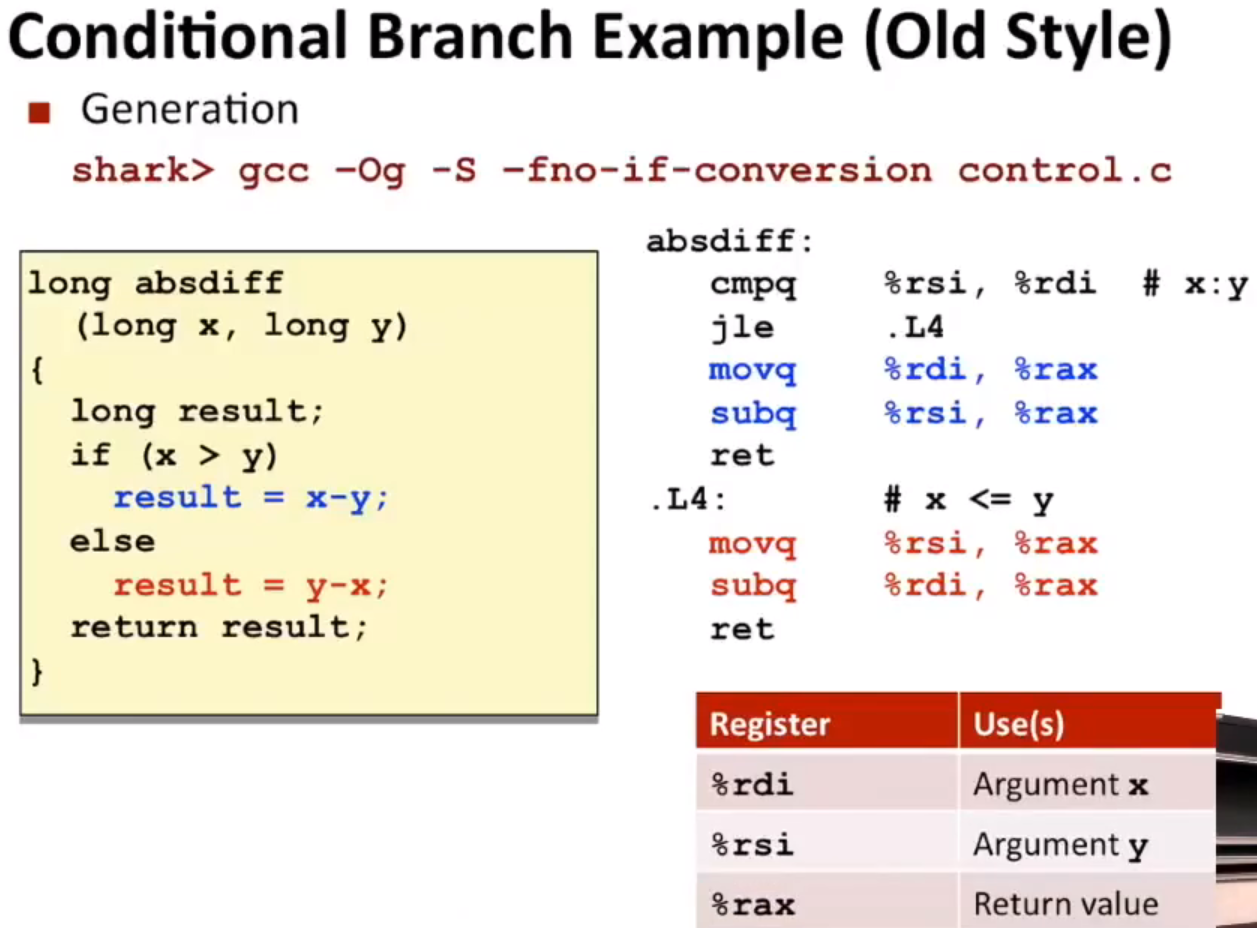 Conditional Branch Example (Old Style)
Generation
shark> gcc –Og -S –fno-if-conversion control.c
long absdiff
(long x, long y)
{
long result;
if (x > y)
result = x-y;
else
result = y-x;
return result;
}
absdiff:
cmpq %rsi, %rdi # x:y
jle .L4
movq %rdi, %rax
subq %rsi, %rax
ret
.L4: # x <= y
movq %rsi, %rax
subq %rdi, %rax
ret
Register Use(s)
%rdi Argument x
%rsi Argument y
%rax Return value